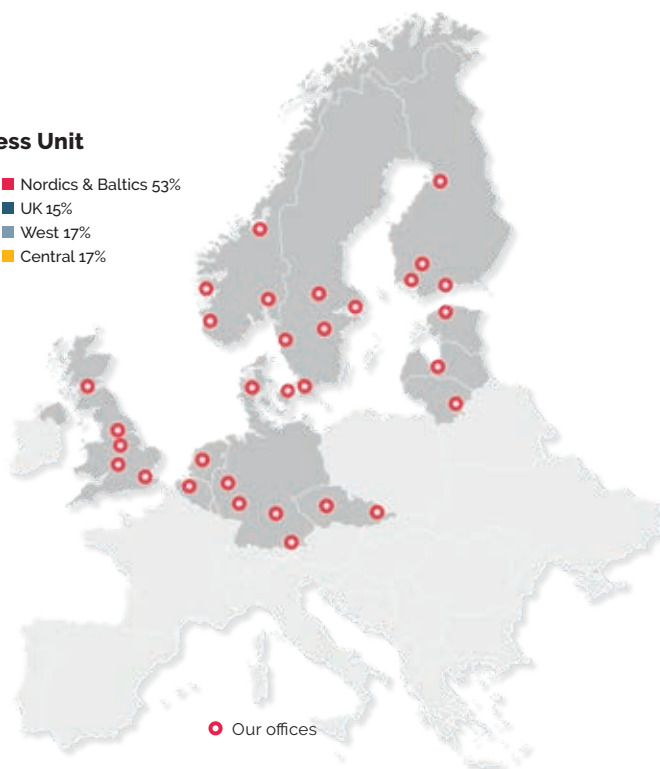 ess Unit
Nordics & Baltics 53%
UK 15%
West 17%
Central 17%
Our offices